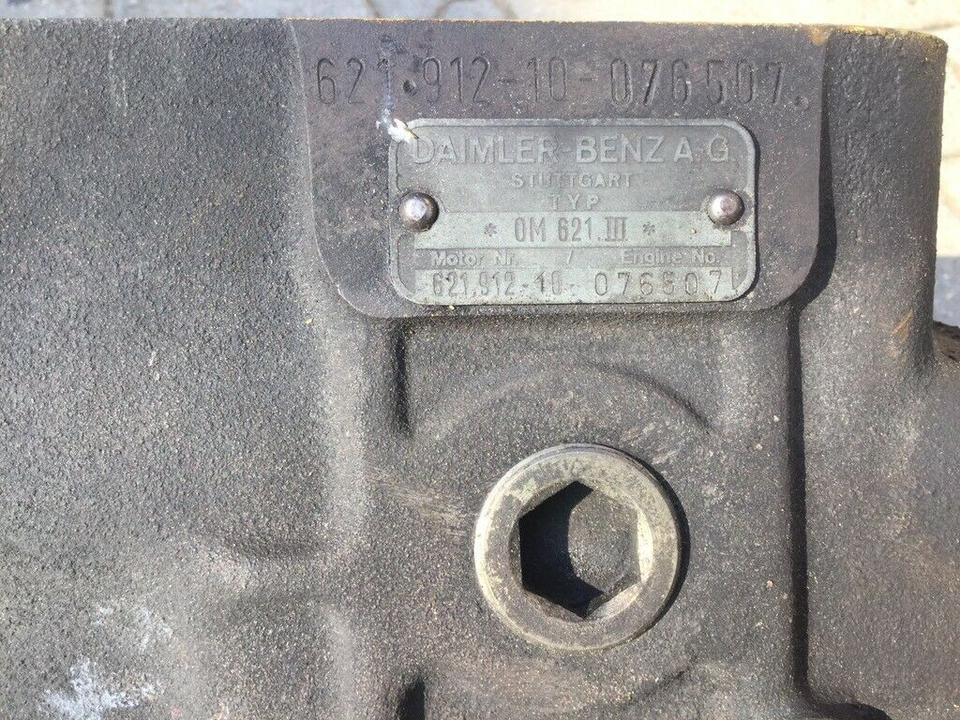 621.912-10-076507.
DAIMLER-BENZ A.G.
STUTTGART
TYP
* OM 621.III *
Motor Nr. / Engine No.
621.912-10- 076507